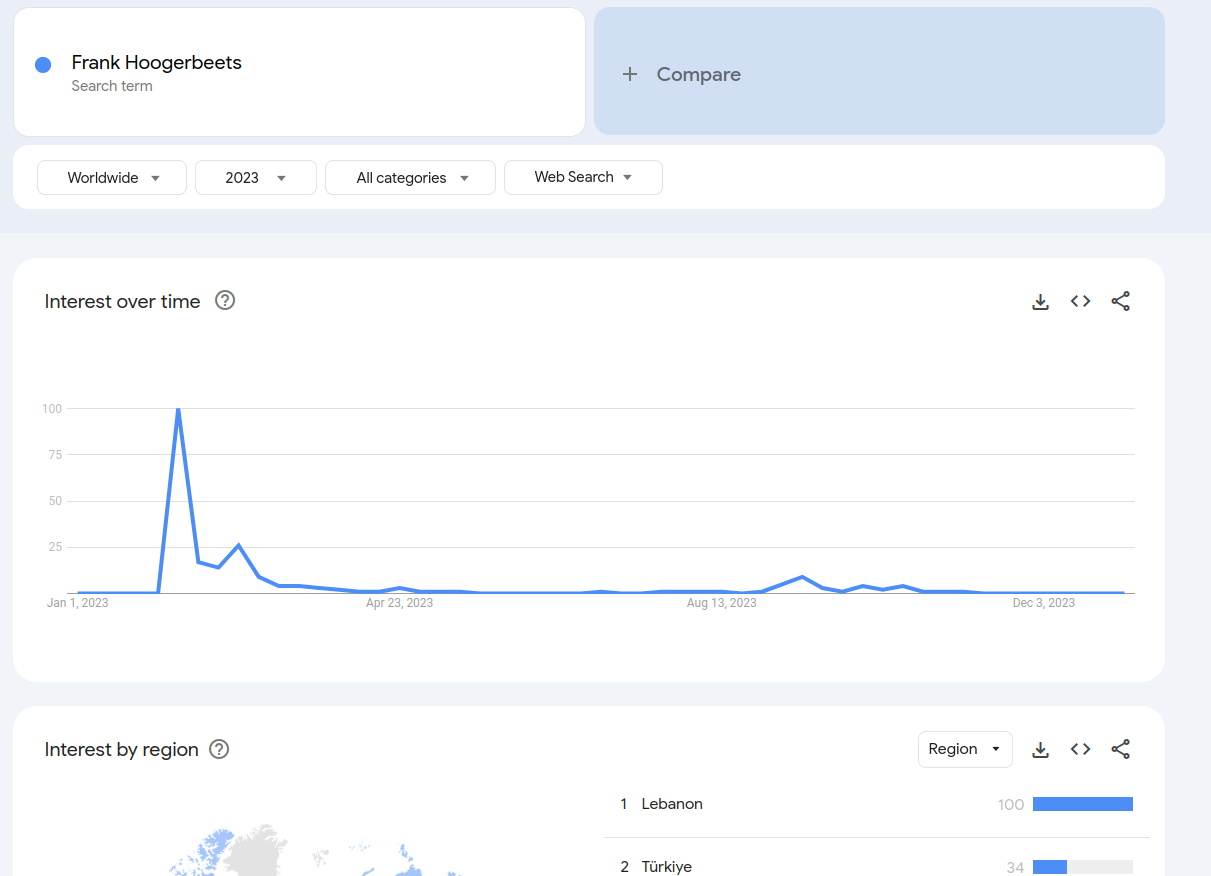 Frank Hoogerbeets
Search term
+ Compare
Worldwide
2023
All categories
Web Search
Interest over time
100
75
50
25
Jan 1, 2023
Apr 23, 2023
Aug 13, 2023
Dec 3, 2023
Interest by region
Region
1 Lebanon 100
2 Türkiye 34